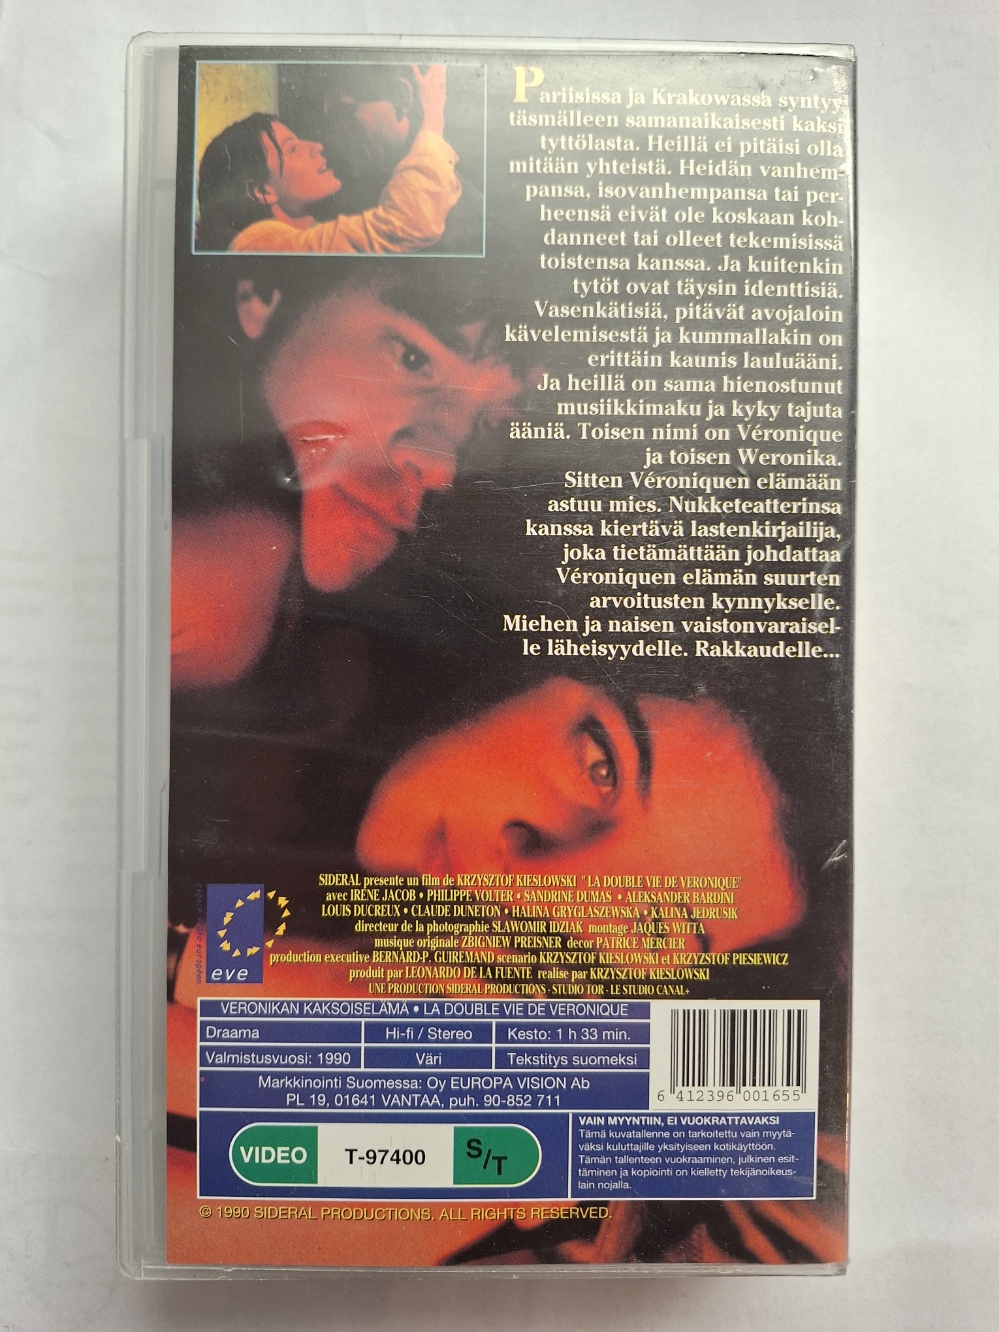 Pariisissa ja Krakowassa syntyy
täsmälleen samanaikaisesti kaksi
tyttölasta. Heillä ei pitäisi olla
mitään yhteistä. Heidän vanhem-
pansa, isovanhempansa tai per-
heensä eivät ole koskaan koh-
danneet tai olleet tekemisissä
toistensa kanssa. Ja kuitenkin
tytöt ovat täysin identtisiä.
Vasenkätisiä, pitävät avojaloin
kävelemisestä ja kummallakin on
erittäin kaunis lauluääni.
Ja heillä on sama hienostunut
musiikkimaku ja kyky tajuta
ääniä. Toisen nimi on Véronique
ja toisen Weronika.
Sitten Véroniquen elämään
astuu mies. Nukketeatterinsa
kanssa kiertävä lastenkirjailija,
joka tietämättään johdattaa
Véroniquen elämän suurten
arvoitusten kynnykselle.
Miehen ja naisen vaistonvaraisel-
le läheisyydelle. Rakkaudelle...
SIDERAL presente un film de KRZYSZTOF KIESLOWSKI "LA DOUBLE VIE DE VERONIQUE"
avec IRENE JACOB • PHILIPPE VOLTER • SANDRINE DUMAS • ALEKSANDER BARDINI
LOUIS DUCREUX • CLAUDE DUNETON • HALINA GRYGLASZEWSKA • KALINA JEDRUSIK
directeur de la photographie SLAWOMIR IDZIAK montage JAQUES WITTA
musique originale ZBIGNIEW PREISNER decor PATRICE MERCIER
production executive BERNARD-P. GUIREMAND scenario KRZYSZTOF KIESLOWSKI et KRZYZSTOF PIESIEWICZ
produit par LEONARDO DE LA FUENTE realise par KRZYSZTOF KIESLOWSKI
UNE PRODUCTION SIDERAL PRODUCTIONS - STUDIO TOR - LE STUDIO CANAL+
eve
VERONIKAN KAKSOISELÄMÄ • LA DOUBLE VIE DE VERONIQUE
Draama Hi-fi / Stereo Kesto: 1 h 33 min.
Valmistusvuosi: 1990 Väri Tekstitys suomeksi
Markkinointi Suomessa: Oy EUROPA VISION Ab
PL 19, 01641 VANTAA, puh. 90-852 711
6 412396 001655
VIDEO T-97400 S/T
VAIN MYYNTIIN, EI VUOKRATTAVAKSI
Tämä kuvatallenne on tarkoitettu vain myytä-
väksi kuluttajille yksityiseen kotikäyttöön.
Tämän tallenteen vuokraaminen, julkinen esit-
täminen ja kopiointi on kielletty tekijänoikeus-
lain nojalla.
© 1990 SIDERAL PRODUCTIONS. ALL RIGHTS RESERVED.